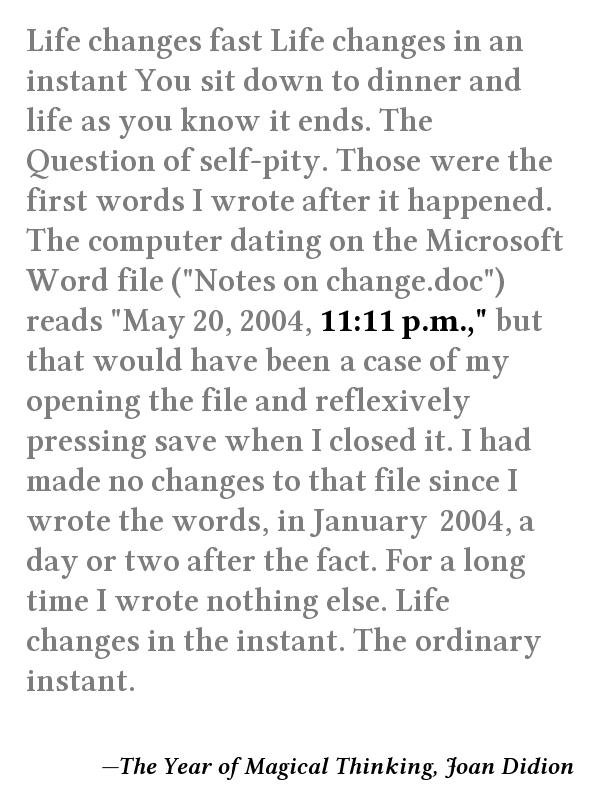 Life changes fast Life changes in an
instant You sit down to dinner and
life as you know it ends. The
Question of self-pity. Those were the
first words I wrote after it happened.
The computer dating on the Microsoft
Word file ("Notes on change.doc")
reads "May 20, 2004, 11:11 p.m.," but
that would have been a case of my
opening the file and reflexively
pressing save when I closed it. I had
made no changes to that file since I
wrote the words, in January  2004, a
day or two after the fact. For a long
time I wrote nothing else. Life
changes in the instant. The ordinary
instant.
—The Year of Magical Thinking, Joan Didion